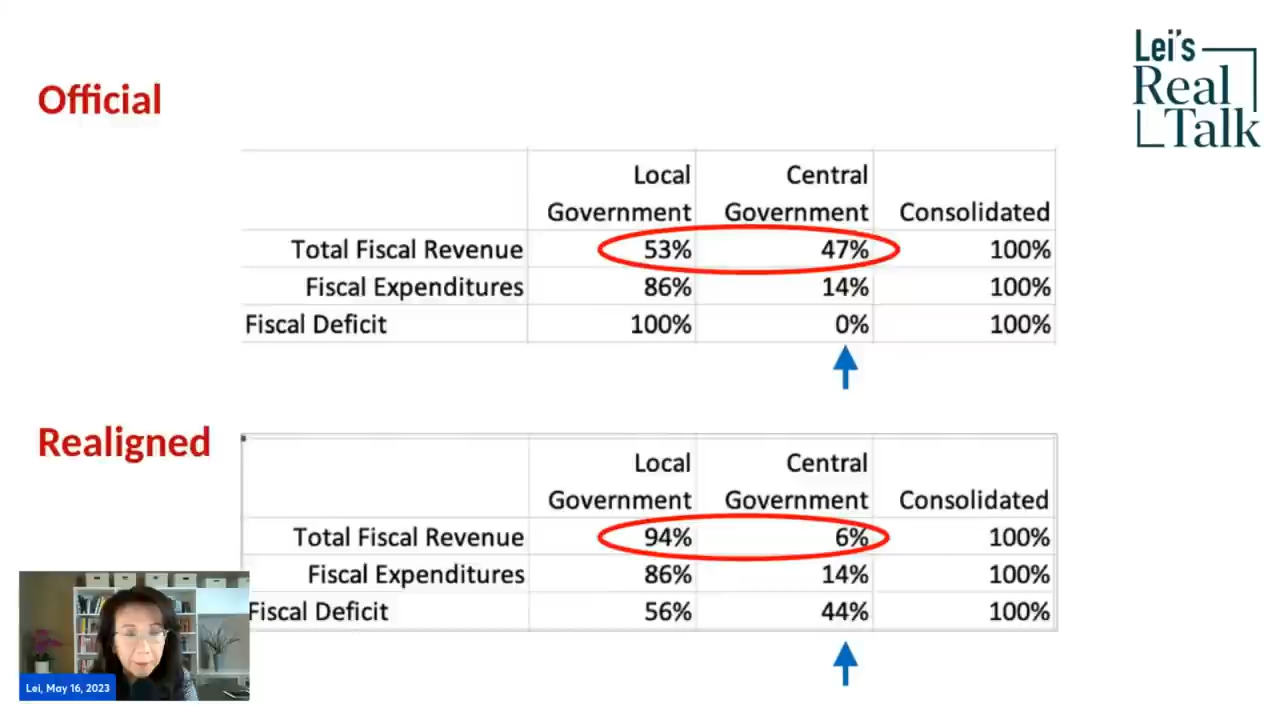 Lei's
Real
Talk
Official
Local Government Central Government Consolidated
Total Fiscal Revenue 53% 47% 100%
Fiscal Expenditures 86% 14% 100%
Fiscal Deficit 100% 0% 100%
Realigned
Local Government Central Government Consolidated
Total Fiscal Revenue 94% 6% 100%
Fiscal Expenditures 86% 14% 100%
Fiscal Deficit 56% 44% 100%
Lei, May 16, 2023